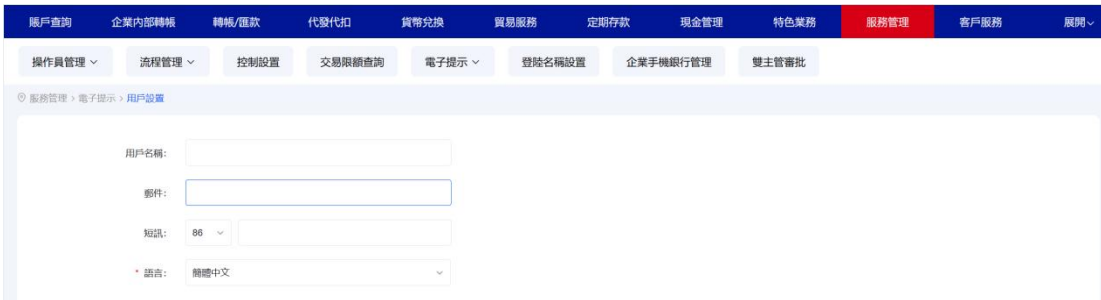 賬戶查詢 企業內部轉帳 轉帳/匯款 代發代扣 貨幣兌換 貿易服務 定期存款 現金管理 特色業務 服務管理 客戶服務 展開
操作員管理 流程管理 控制設置 交易限額查詢 電子提示 登陸名稱設置 企業手機銀行管理 雙主管審批
服務管理 > 電子提示 > 用戶設置
用戶名稱:
郵件:
短訊: 86
* 語言: 簡體中文